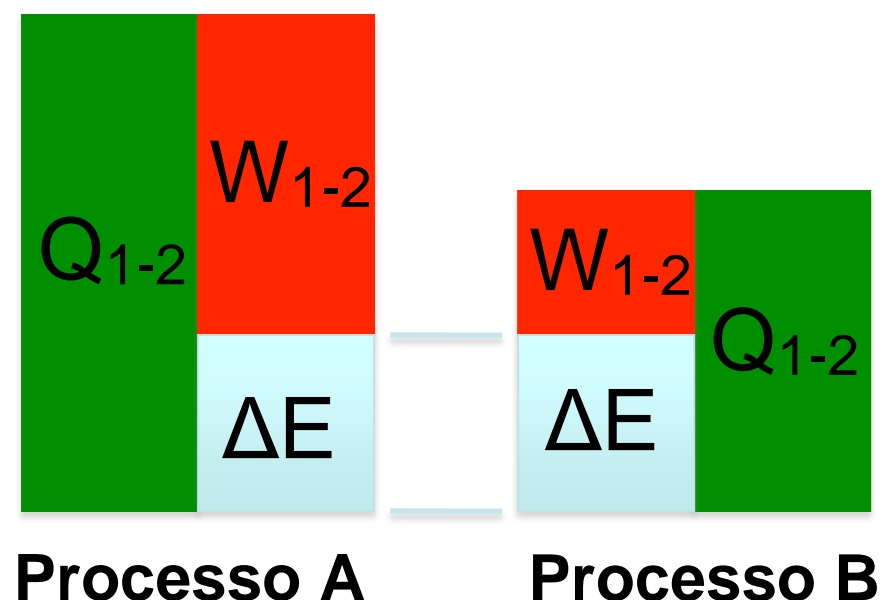 Q1-2
W1-2
ΔE
W1-2
ΔE
Q1-2
Processo A
Processo B